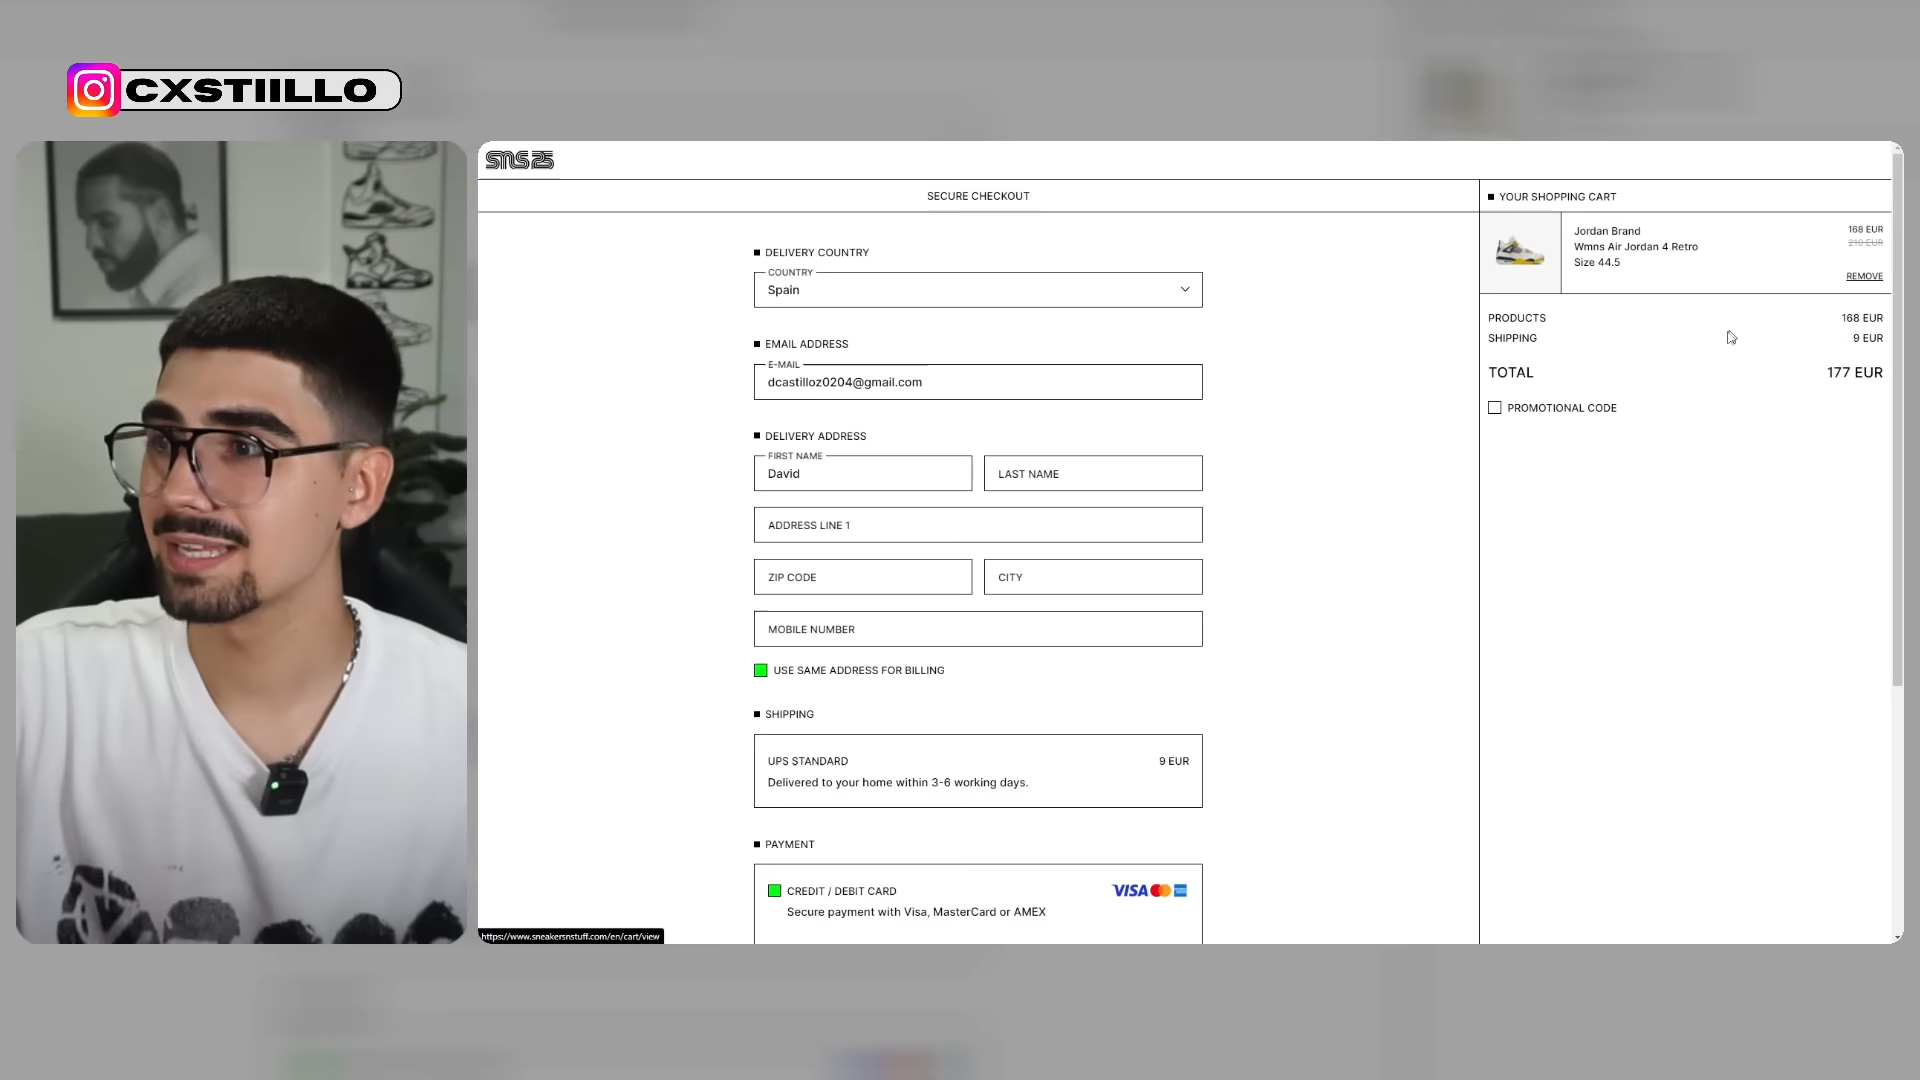 CXSTIILLO
SNS 25
SECURE CHECKOUT
DELIVERY COUNTRY
COUNTRY
Spain
EMAIL ADDRESS
E-MAIL
dcastilloz0204@gmail.com
DELIVERY ADDRESS
FIRST NAME
David
LAST NAME
ADDRESS LINE 1
ZIP CODE
CITY
MOBILE NUMBER
USE SAME ADDRESS FOR BILLING
SHIPPING
UPS STANDARD
9 EUR
Delivered to your home within 3-6 working days.
PAYMENT
CREDIT / DEBIT CARD
VISA
Secure payment with Visa, MasterCard or AMEX
https://www.sneakersnstuff.com/en/cart/view
YOUR SHOPPING CART
Jordan Brand
168 EUR
Wmns Air Jordan 4 Retro
210 EUR
Size 44.5
REMOVE
PRODUCTS
168 EUR
SHIPPING
9 EUR
TOTAL
177 EUR
PROMOTIONAL CODE